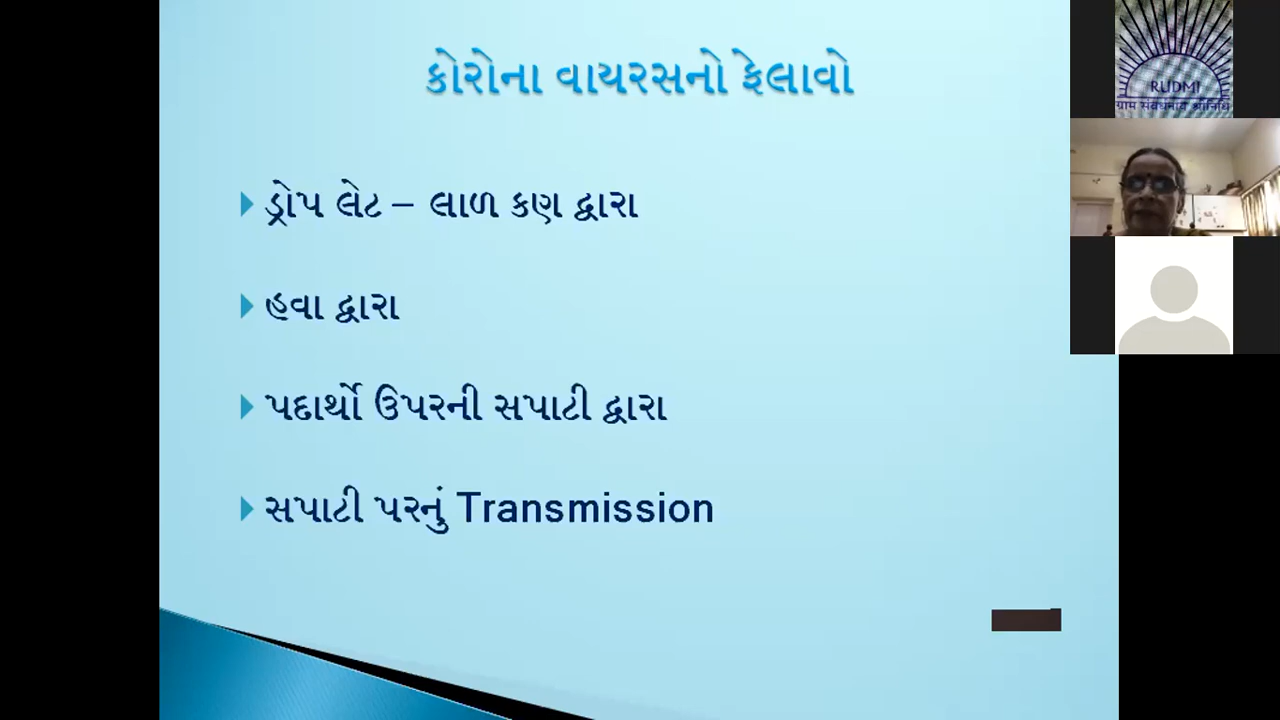 કોરોના વાયરસનો ફેલાવો
ડ્રોપ લેટ – લાળ કણ દ્વારા
હવા દ્વારા
પદાર્થો ઉપરની સપાટી દ્વારા
સપાટી પરનું Transmission
RUDMI